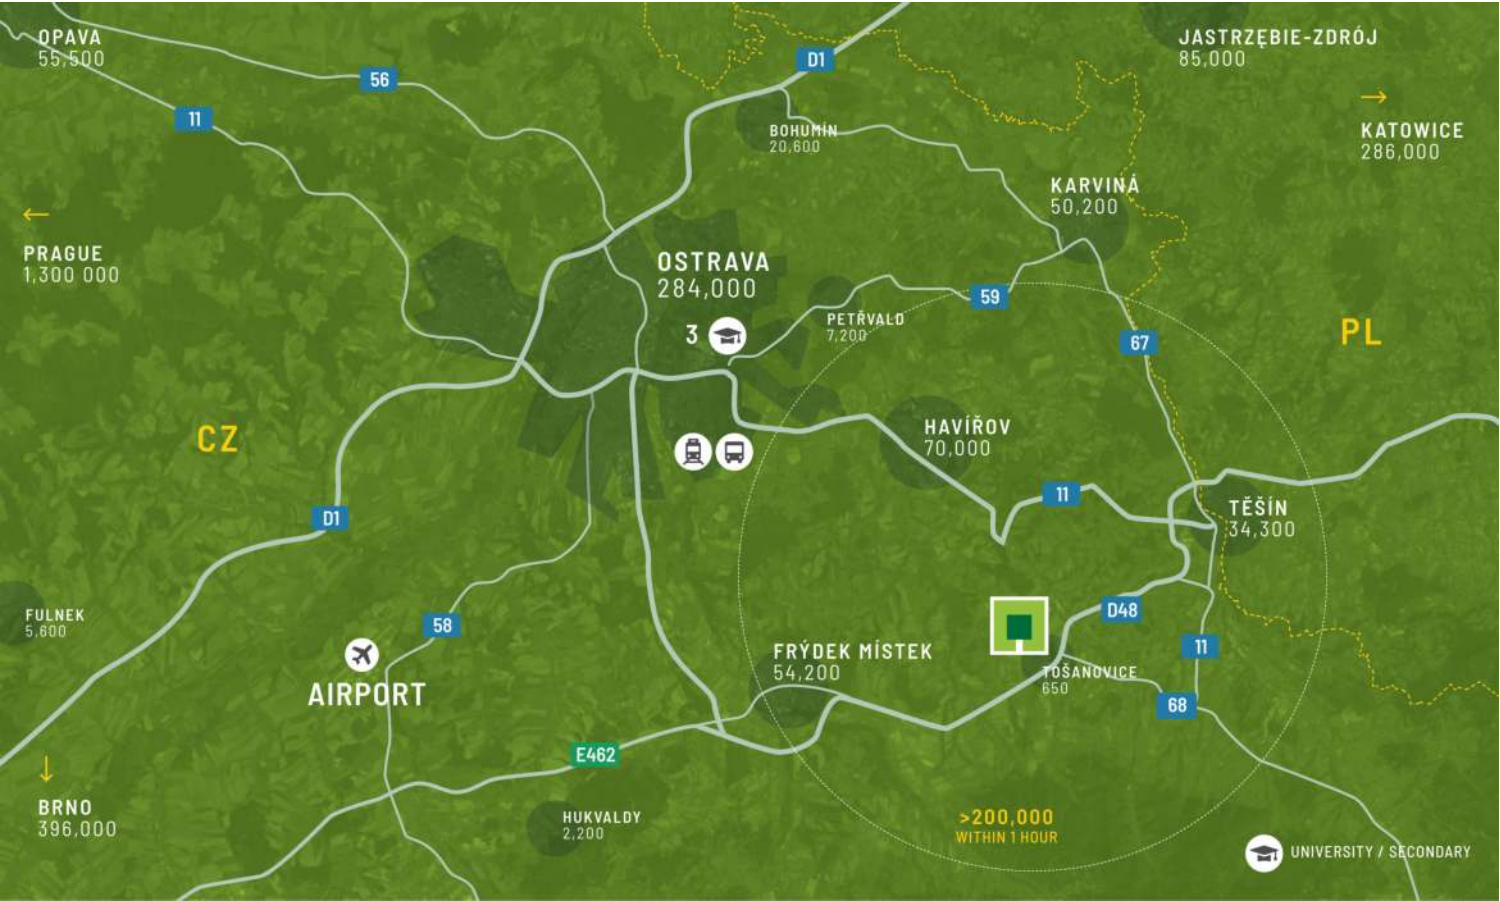 OPAVA
55,500
56
11
D1
JASTRZĘBIE-ZDRÓJ
85,000
→
KATOWICE
286,000
BOHUMÍN
20,600
KARVINÁ
50,200
←
PRAGUE
1,300 000
OSTRAVA
284,000
3
59
PETŘVALD
7,200
67
PL
CZ
HAVÍŘOV
70,000
11
D1
TĚŠÍN
34,300
FULNEK
5,600
58
D48
11
AIRPORT
FRÝDEK MÍSTEK
54,200
TOŠANOVICE
650
68
E462
↓
BRNO
396,000
HUKVALDY
2,200
>200,000
WITHIN 1 HOUR
UNIVERSITY / SECONDARY